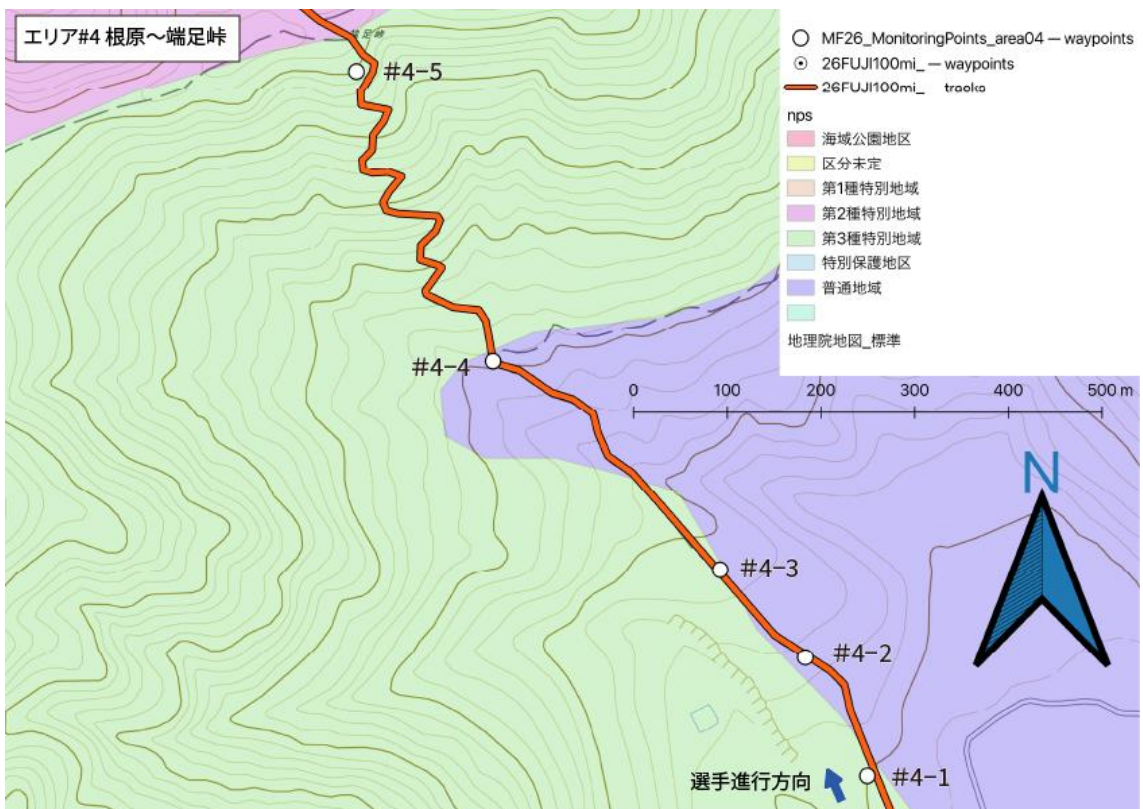 エリア#4 根原～端足峠
端足峠
MF26_MonitoringPoints_area04 — waypoints
26FUJI100mi_ — waypoints
26FUJI100mi_ tracks
nps
海域公園地区
区分未定
第1種特別地域
第2種特別地域
第3種特別地域
特別保護地区
普通地域
地理院地図_標準
0 100 200 300 400 500 m
N
#4-5
#4-4
#4-3
#4-2
#4-1
選手進行方向